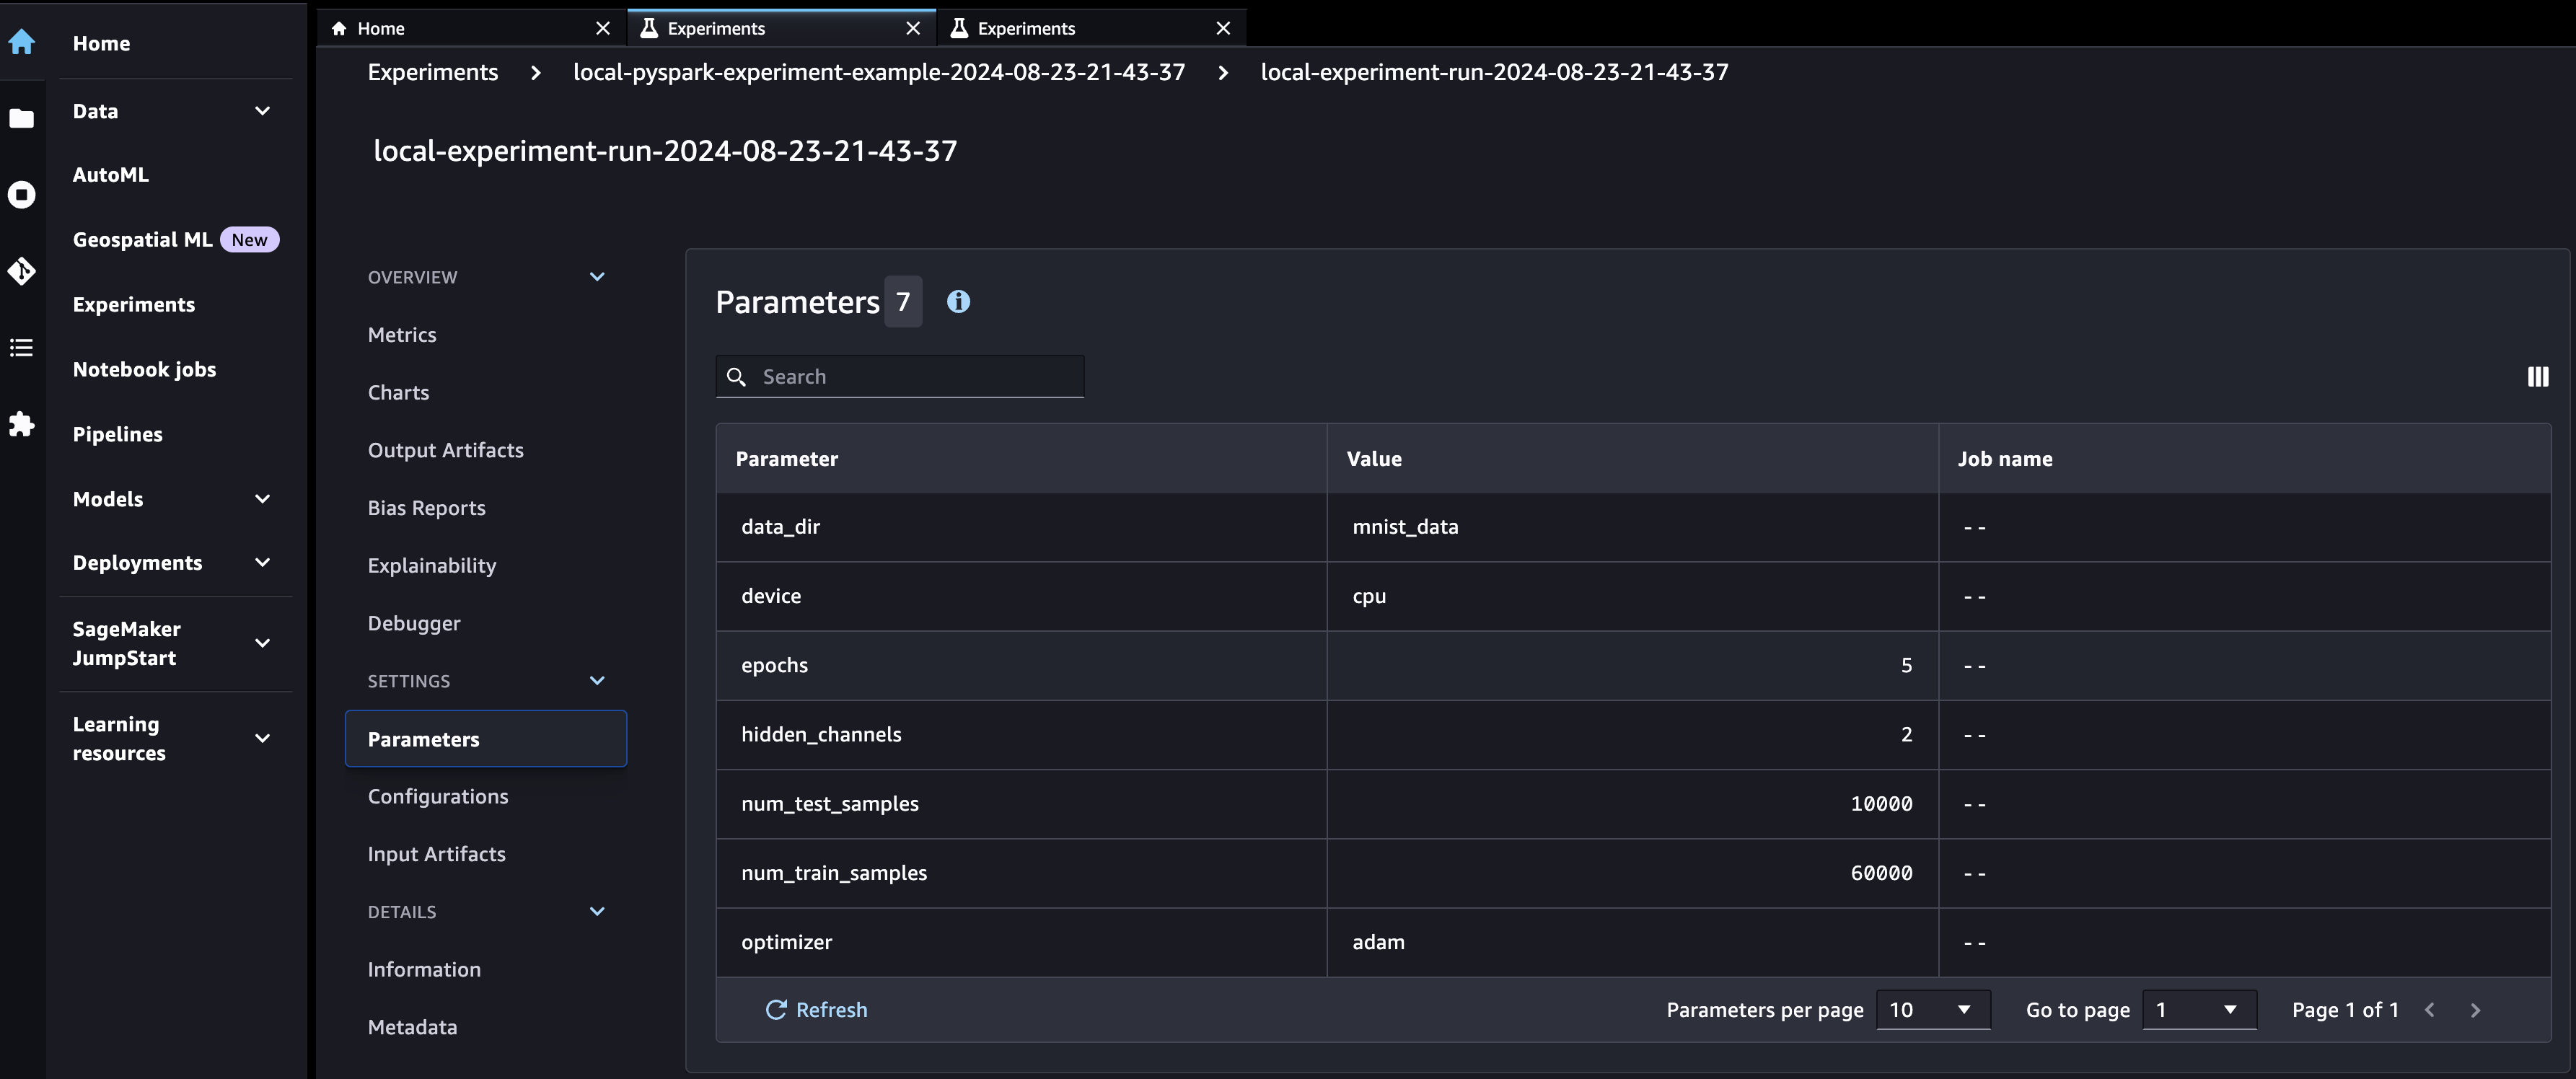 Home
Data
AutoML
Geospatial ML New
Experiments
Notebook jobs
Pipelines
Models
Deployments
SageMaker
JumpStart
Learning
resources
Home
Experiments
Experiments
Experiments > local-pyspark-experiment-example-2024-08-23-21-43-37 > local-experiment-run-2024-08-23-21-43-37
local-experiment-run-2024-08-23-21-43-37
OVERVIEW
Metrics
Charts
Output Artifacts
Bias Reports
Explainability
Debugger
SETTINGS
Parameters
Configurations
Input Artifacts
DETAILS
Information
Metadata
Parameters 7
Search
Parameter Value Job name
data_dir mnist_data --
device cpu --
epochs 5 --
hidden_channels 2 --
num_test_samples 10000 --
num_train_samples 60000 --
optimizer adam --
Refresh Parameters per page 10 Go to page 1 Page 1 of 1